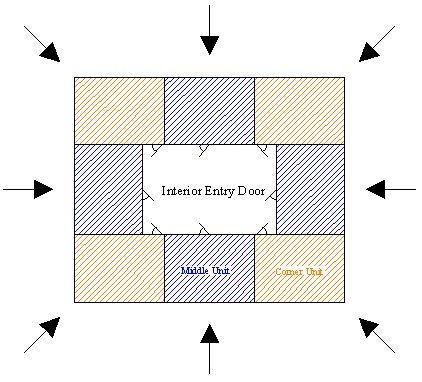 Interior Entry Door
Middle Unit
Corner Unit